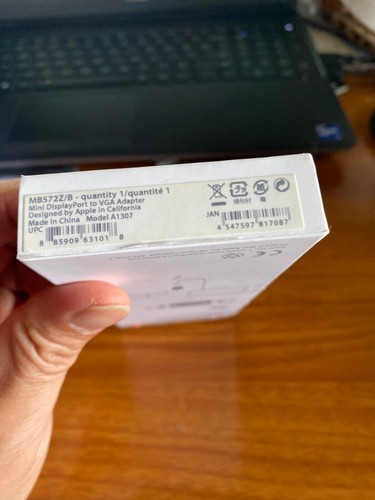 MB572Z/B - quantity 1/quantité 1
Mini DisplayPort to VGA Adapter
Designed by Apple in California
Made in China Model A1307
UPC
8 85909 63101 8
JAN
4 547597 817087
CE